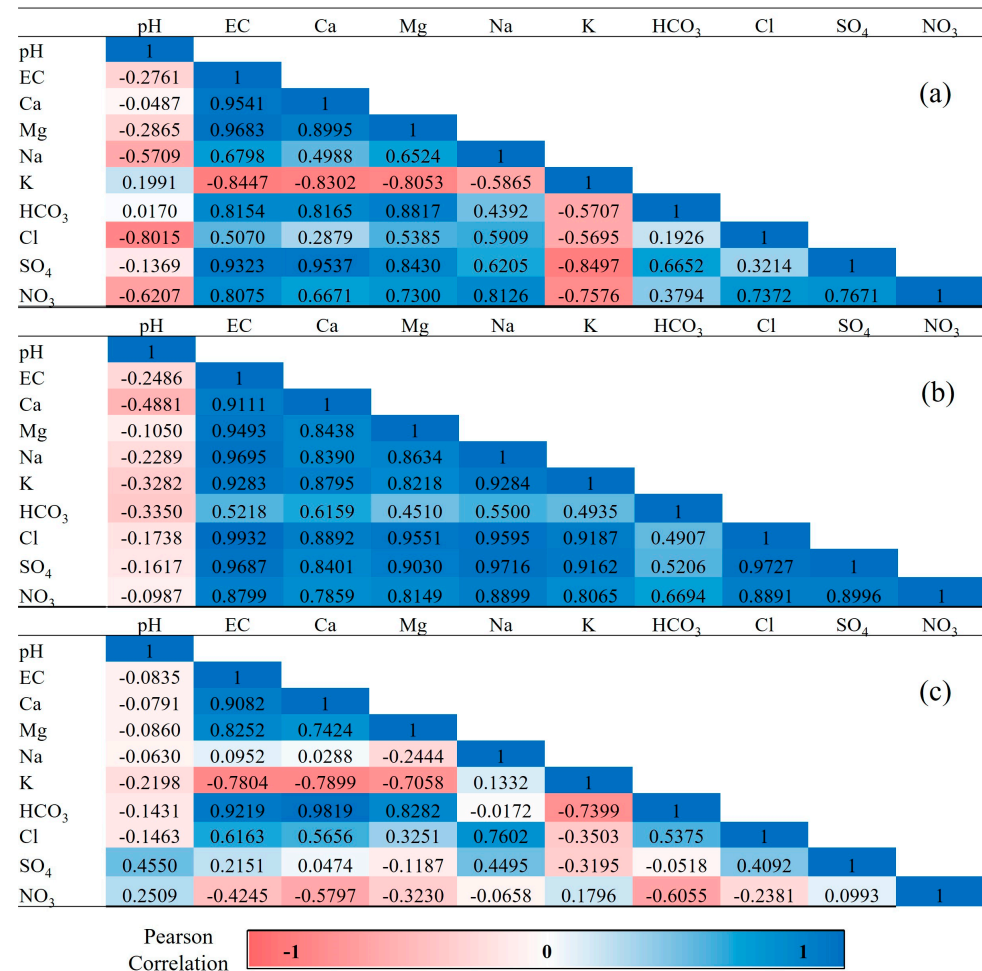 pH EC Ca Mg Na K HCO₃ Cl SO₄ NO₃
pH 1
EC -0.2761 1
(a)
Ca -0.0487 0.9541 1
Mg -0.2865 0.9683 0.8995 1
Na -0.5709 0.6798 0.4988 0.6524 1
K 0.1991 -0.8447 -0.8302 -0.8053 -0.5865 1
HCO₃ 0.0170 0.8154 0.8165 0.8817 0.4392 -0.5707 1
Cl -0.8015 0.5070 0.2879 0.5385 0.5909 -0.5695 0.1926 1
SO₄ -0.1369 0.9323 0.9537 0.8430 0.6205 -0.8497 0.6652 0.3214 1
NO₃ -0.6207 0.8075 0.6671 0.7300 0.8126 -0.7576 0.3794 0.7372 0.7671 1
pH EC Ca Mg Na K HCO₃ Cl SO₄ NO₃
pH 1
EC -0.2486 1
(b)
Ca -0.4881 0.9111 1
Mg -0.1050 0.9493 0.8438 1
Na -0.2289 0.9695 0.8390 0.8634 1
K -0.3282 0.9283 0.8795 0.8218 0.9284 1
HCO₃ -0.3350 0.5218 0.6159 0.4510 0.5500 0.4935 1
Cl -0.1738 0.9932 0.8892 0.9551 0.9595 0.9187 0.4907 1
SO₄ -0.1617 0.9687 0.8401 0.9030 0.9716 0.9162 0.5206 0.9727 1
NO₃ -0.0987 0.8799 0.7859 0.8149 0.8899 0.8065 0.6694 0.8891 0.8996 1
pH EC Ca Mg Na K HCO₃ Cl SO₄ NO₃
pH 1
EC -0.0835 1
(c)
Ca -0.0791 0.9082 1
Mg -0.0860 0.8252 0.7424 1
Na -0.0630 0.0952 0.0288 -0.2444 1
K -0.2198 -0.7804 -0.7899 -0.7058 0.1332 1
HCO₃ -0.1431 0.9219 0.9819 0.8282 -0.0172 -0.7399 1
Cl -0.1463 0.6163 0.5656 0.3251 0.7602 -0.3503 0.5375 1
SO₄ 0.4550 0.2151 0.0474 -0.1187 0.4495 -0.3195 -0.0518 0.4092 1
NO₃ 0.2509 -0.4245 -0.5797 -0.3230 -0.0658 0.1796 -0.6055 -0.2381 0.0993 1
Pearson
Correlation
-1 0 1